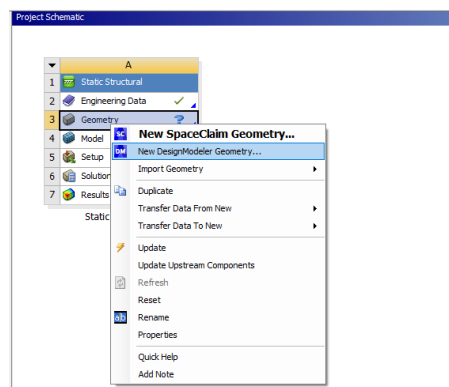 Project Schematic
A
1 Static Structural
2 Engineering Data
3 Geometry ?
4 Model
5 Setup
6 Solution
7 Results
Static
SC New SpaceClaim Geometry...
DM New DesignModeler Geometry...
Import Geometry
Duplicate
Transfer Data From New
Transfer Data To New
Update
Update Upstream Components
Refresh
Reset
ab Rename
Properties
Quick Help
Add Note